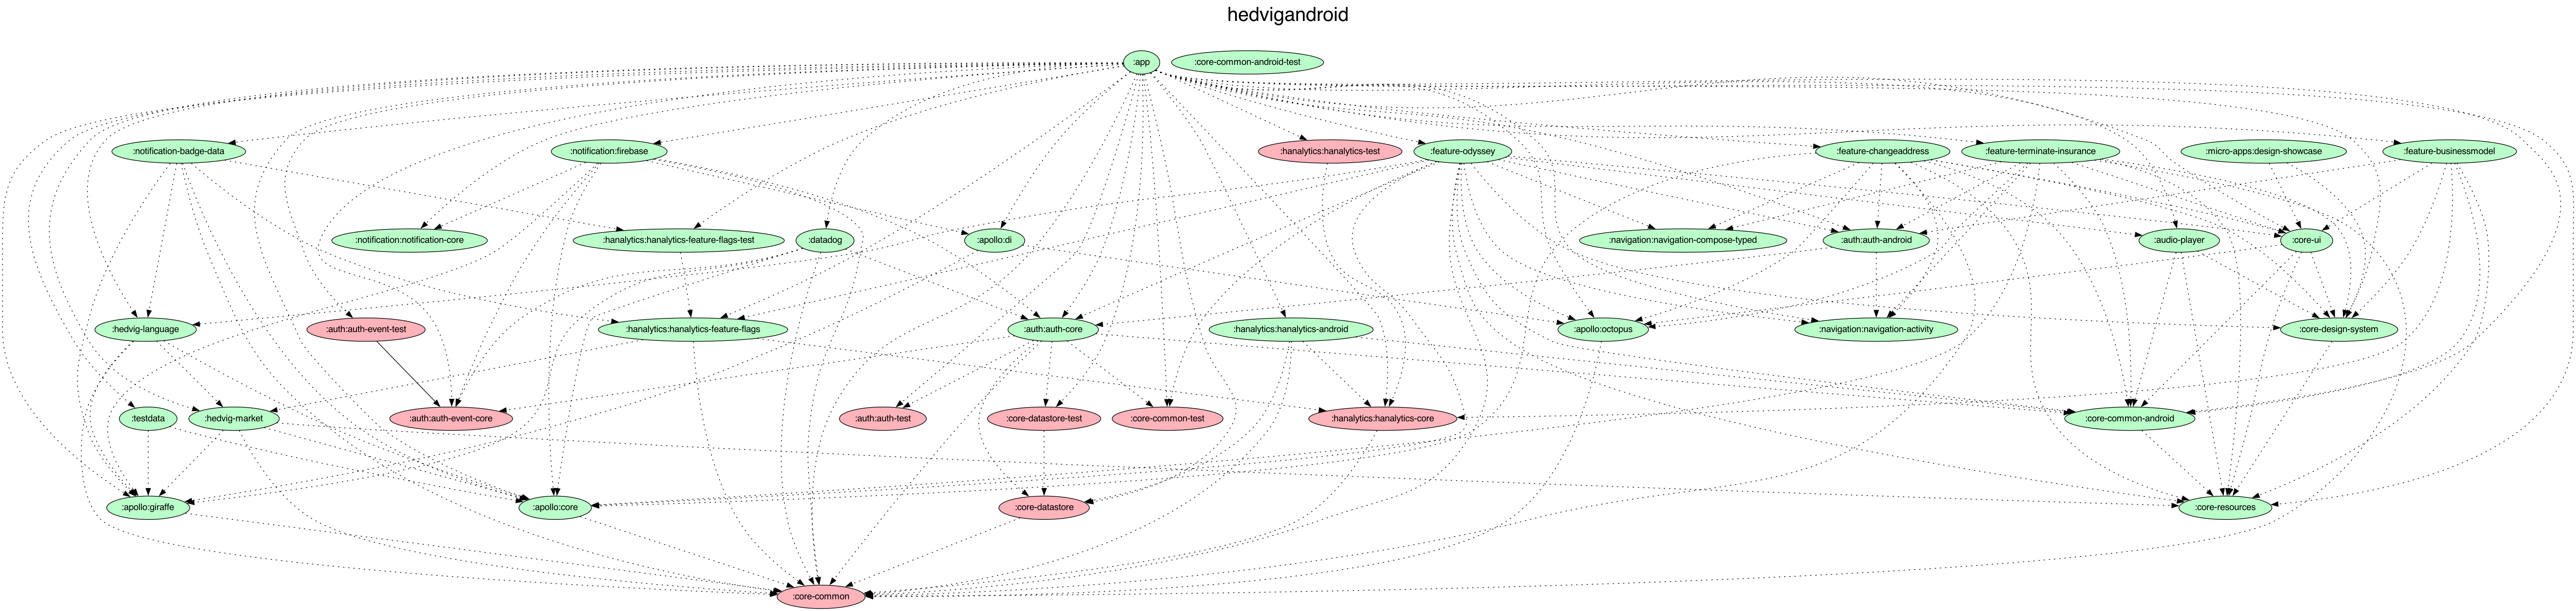 hedvigandroid
:app
:core-common-android-test
:notification-badge-data
:notification:firebase
:hanalytics:hanalytics-test
:feature-odyssey
:feature-changeaddress
:feature-terminate-insurance
:micro-apps:design-showcase
:feature-businessmodel
:notification:notification-core
:hanalytics:hanalytics-feature-flags-test
:datadog
:apollo:di
:navigation:navigation-compose-typed
:auth:auth-android
:audio-player
:core-ui
:hedvig-language
:auth:auth-event-test
:hanalytics:hanalytics-feature-flags
:auth:auth-core
:hanalytics:hanalytics-android
:apollo:octopus
:navigation:navigation-activity
:core-design-system
:testdata
:hedvig-market
:auth:auth-event-core
:auth:auth-test
:core-datastore-test
:core-common-test
:hanalytics:hanalytics-core
:core-common-android
:apollo:giraffe
:apollo:core
:core-datastore
:core-resources
:core-common